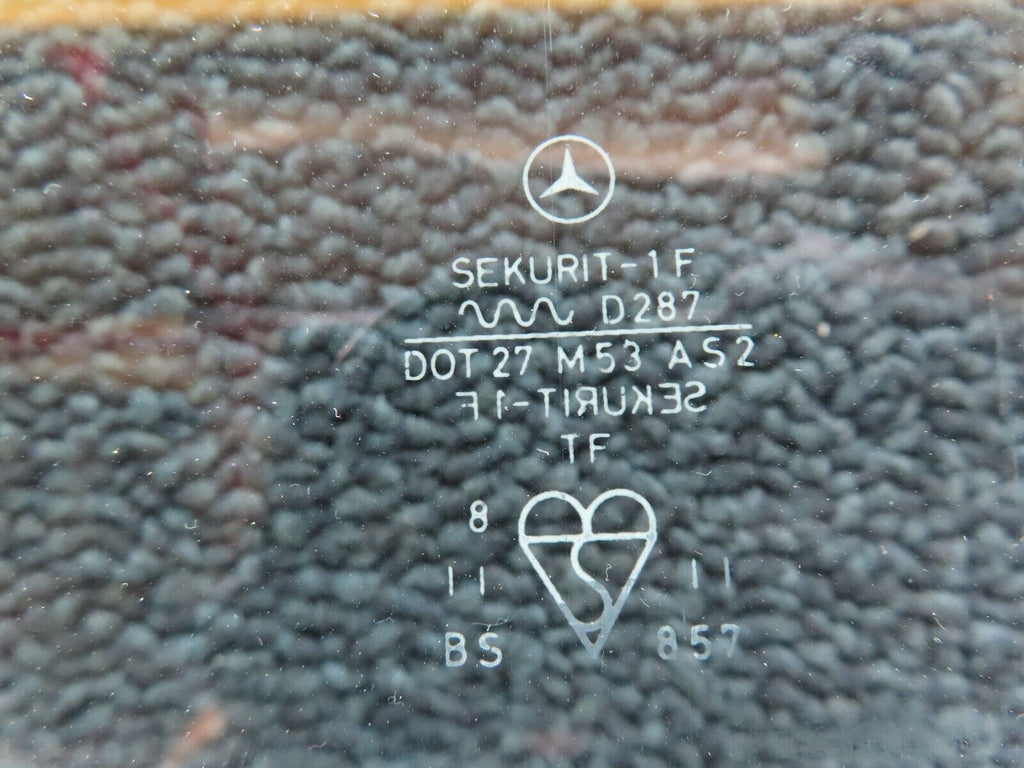 SEKURIT-1F
D287
DOT 27 M53 AS2
SEKURIT-1F
TF
8
11 11
BS 857